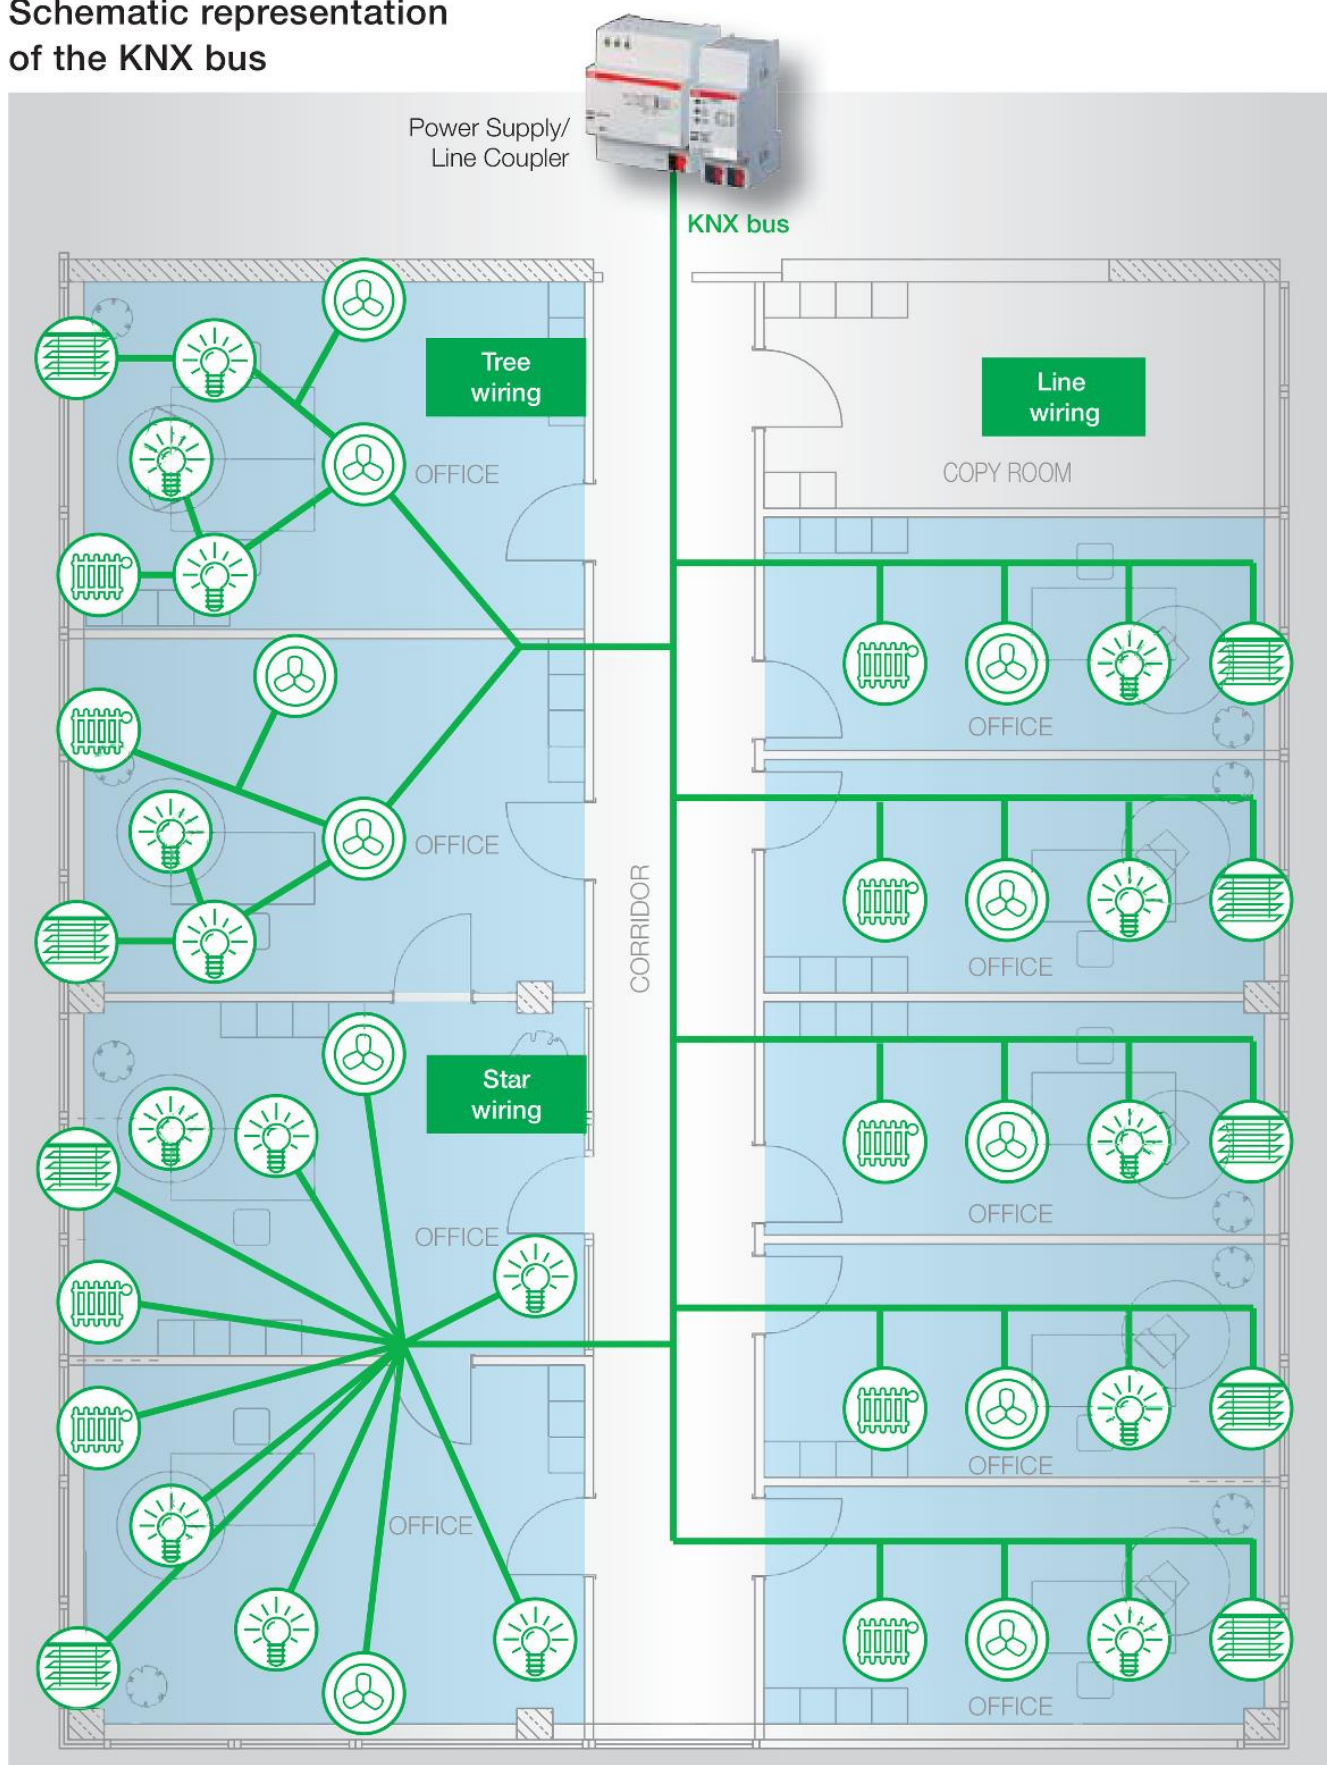 Schematic representation
of the KNX bus
Power Supply/
Line Coupler
KNX bus
Tree
wiring
OFFICE
Line
wiring
COPY ROOM
OFFICE
OFFICE
CORRIDOR
OFFICE
Star
wiring
OFFICE
OFFICE
OFFICE
OFFICE
OFFICE